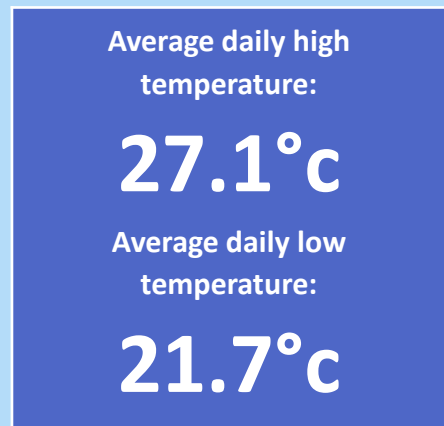 Average daily high
temperature:
27.1°c
Average daily low
temperature:
21.7°c